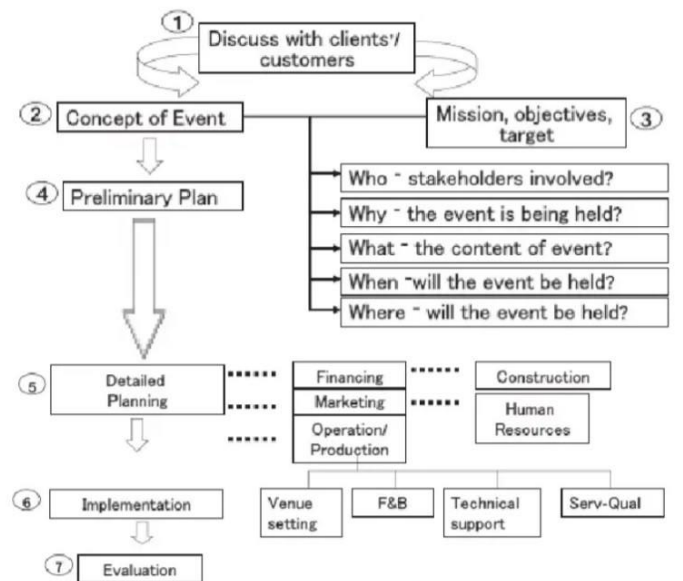 1
Discuss with clients'/
customers
2
Concept of Event
Mission, objectives,
target
3
Who - stakeholders involved?
4
Preliminary Plan
Why - the event is being held?
What - the content of event?
When -will the event be held?
Where - will the event be held?
5
Detailed
Planning
Financing
Construction
Marketing
Human
Resources
Operation/
Production
6
Implementation
Venue
setting
F&B
Technical
support
Serv-Qual
7
Evaluation